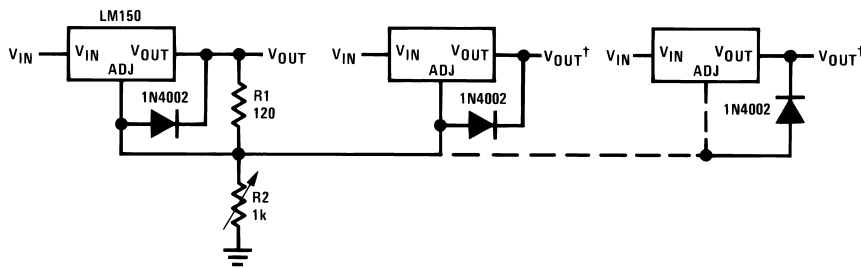 LM150
V_IN V_IN V_OUT V_OUT
ADJ
1N4002
R1
120
R2
1k
V_IN V_IN V_OUT V_OUT†
ADJ
1N4002
V_IN V_IN V_OUT V_OUT†
ADJ
1N4002